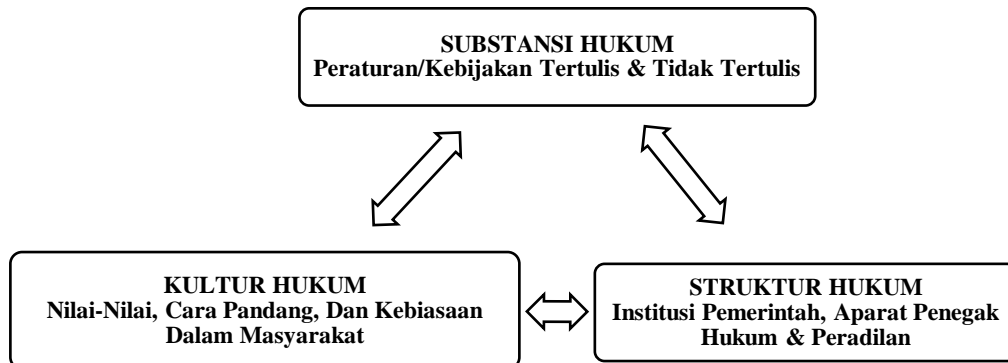 SUBSTANSI HUKUM
Peraturan/Kebijakan Tertulis & Tidak Tertulis
KULTUR HUKUM
Nilai-Nilai, Cara Pandang, Dan Kebiasaan
Dalam Masyarakat
STRUKTUR HUKUM
Institusi Pemerintah, Aparat Penegak
Hukum & Peradilan